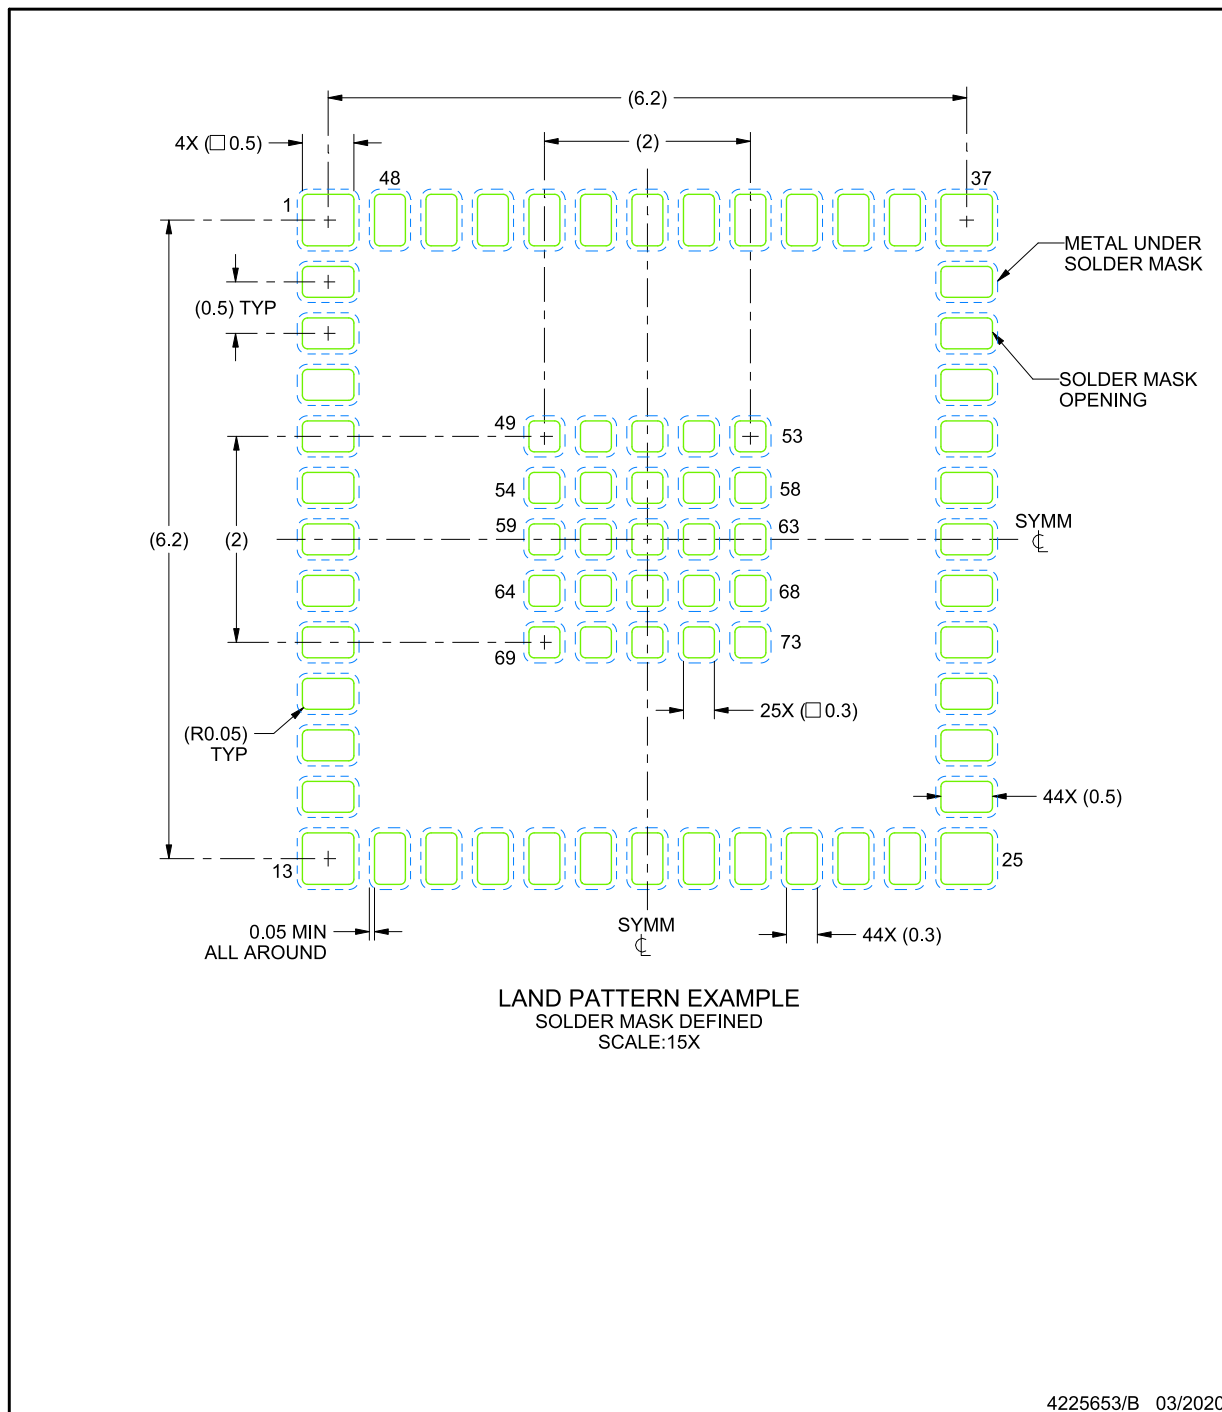 (6.2)
4X (□ 0.5)
(2)
48
37
1
METAL UNDER
SOLDER MASK
(0.5) TYP
SOLDER MASK
OPENING
49
53
54
58
59
63
SYMM
℄
(6.2)
(2)
64
68
69
73
25X (□ 0.3)
(R0.05)
TYP
44X (0.5)
13
25
0.05 MIN
ALL AROUND
SYMM
℄
44X (0.3)
LAND PATTERN EXAMPLE
SOLDER MASK DEFINED
SCALE:15X
4225653/B 03/2020